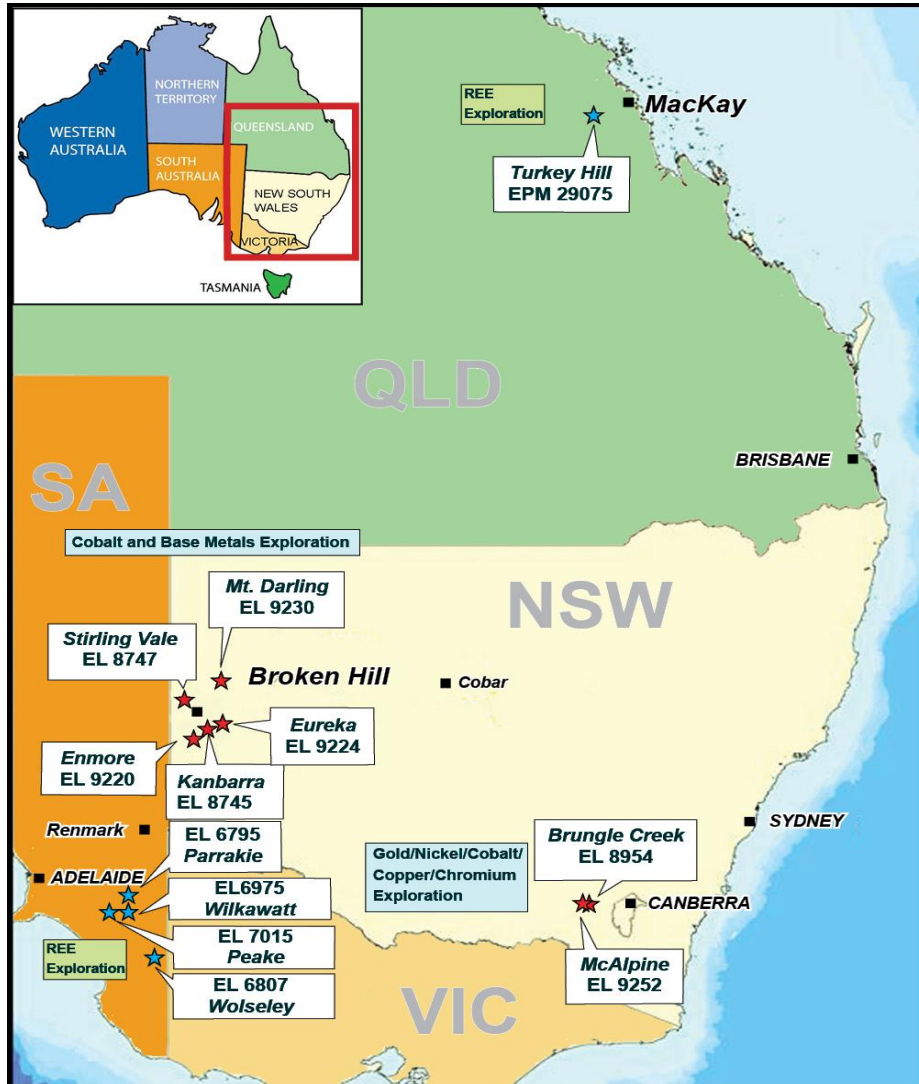 WESTERN
AUSTRALIA
NORTHERN
TERRITORY
QUEENSLAND
SOUTH
AUSTRALIA
NEW SOUTH
WALES
VICTORIA
TASMANIA
REE
Exploration
MacKay
Turkey Hill
EPM 29075
QLD
BRISBANE
SA
Cobalt and Base Metals Exploration
Mt. Darling
EL 9230
NSW
Stirling Vale
EL 8747
Broken Hill
Cobar
Eureka
EL 9224
Enmore
EL 9220
Kanbarra
EL 8745
Renmark
EL 6795
Parrakie
SYDNEY
Brungle Creek
EL 8954
Gold/Nickel/Cobalt/
Copper/Chromium
Exploration
ADELAIDE
EL6975
Wilkawatt
CANBERRA
EL 7015
Peake
REE
Exploration
McAlpine
EL 9252
EL 6807
Wolseley
VIC